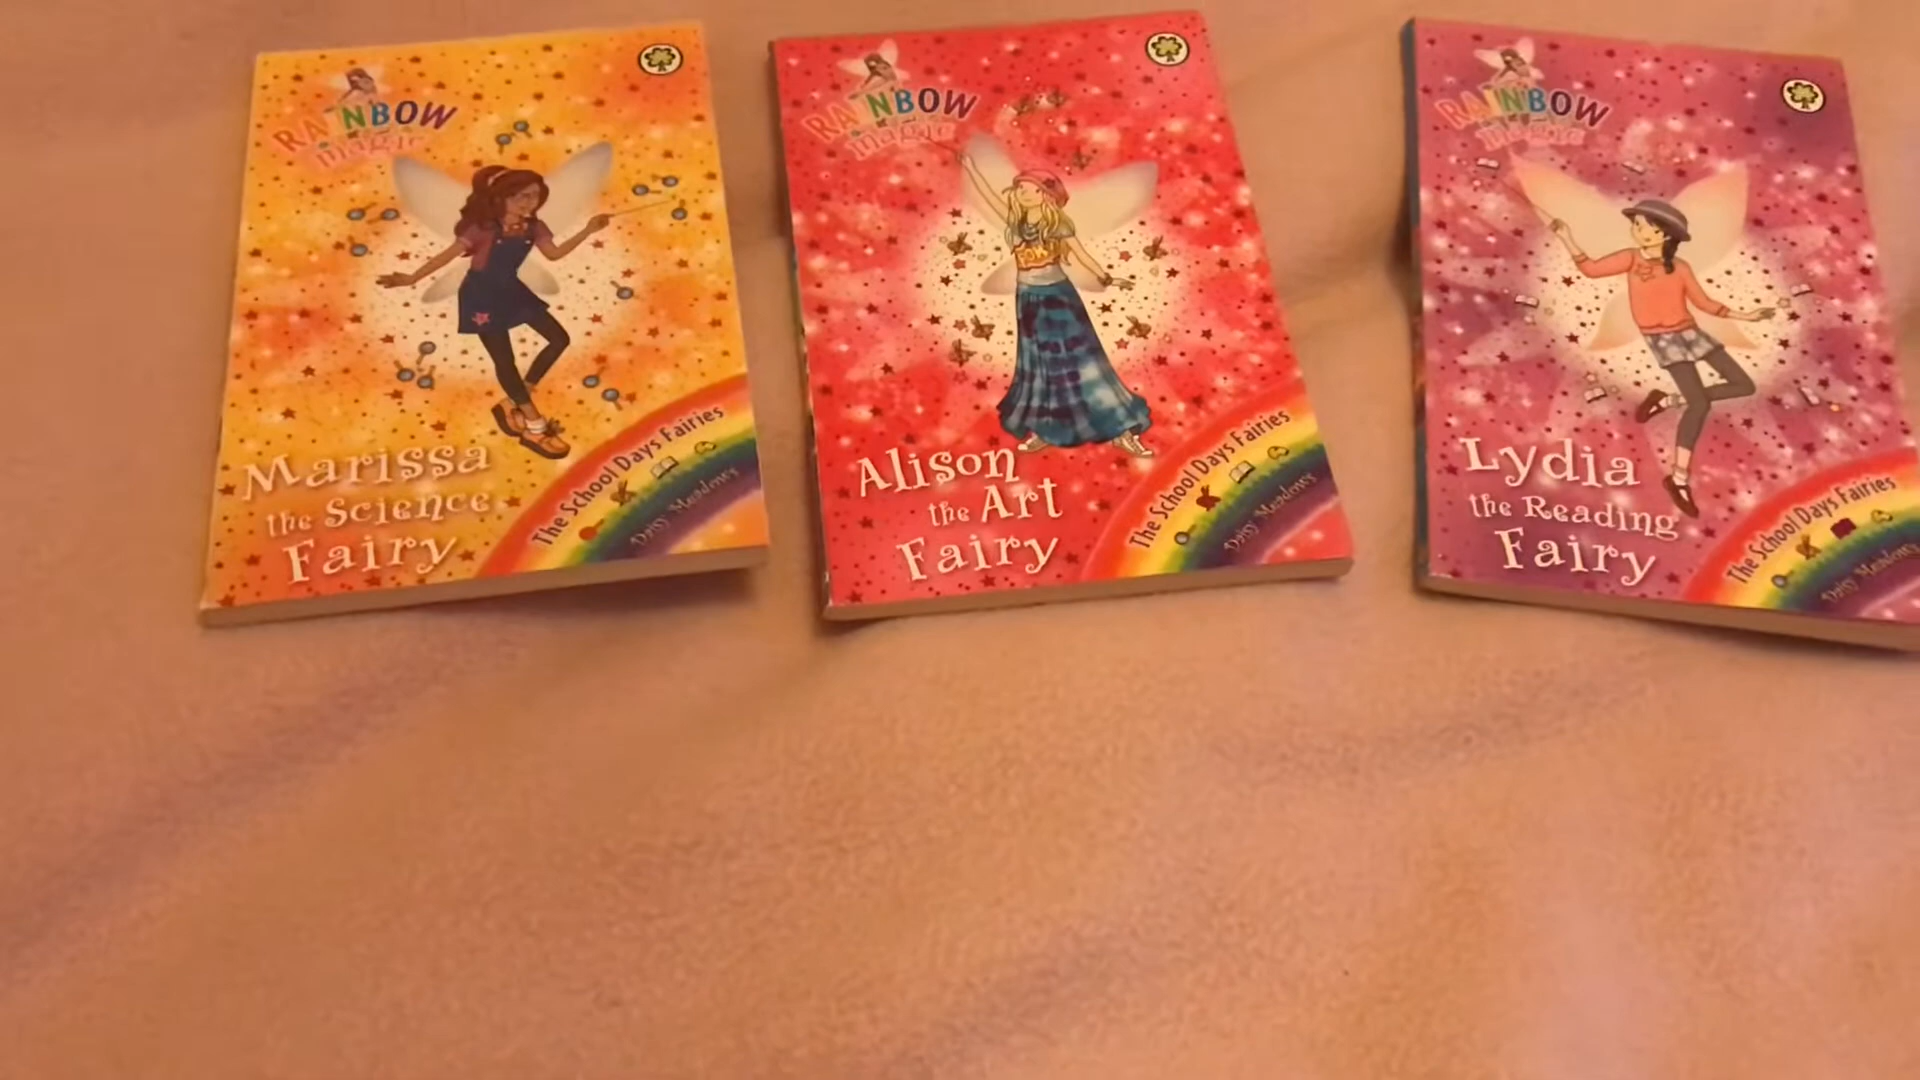 RAINBOW
magic
Marissa
the Science
Fairy
The School Days Fairies
Daisy Meadows
RAINBOW
magic
POW
Alison
the Art
Fairy
The School Days Fairies
Daisy Meadows
RAINBOW
magic
Lydia
the Reading
Fairy
The School Days Fairies
Daisy Meadows